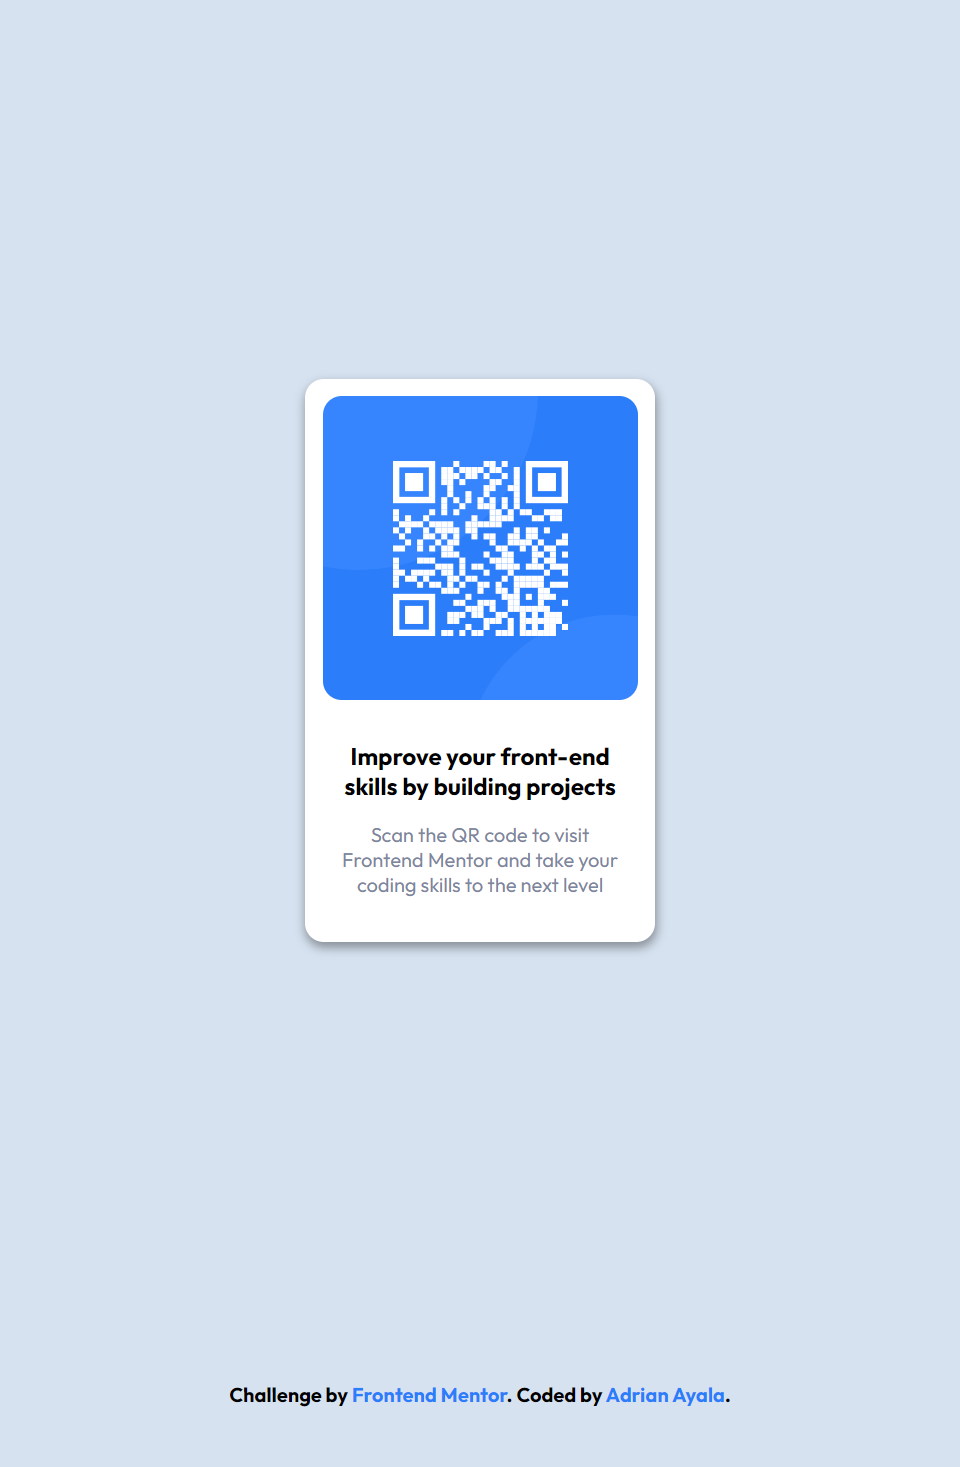 Improve your front-end
skills by building projects
Scan the QR code to visit
Frontend Mentor and take your
coding skills to the next level
Challenge by Frontend Mentor. Coded by Adrian Ayala.